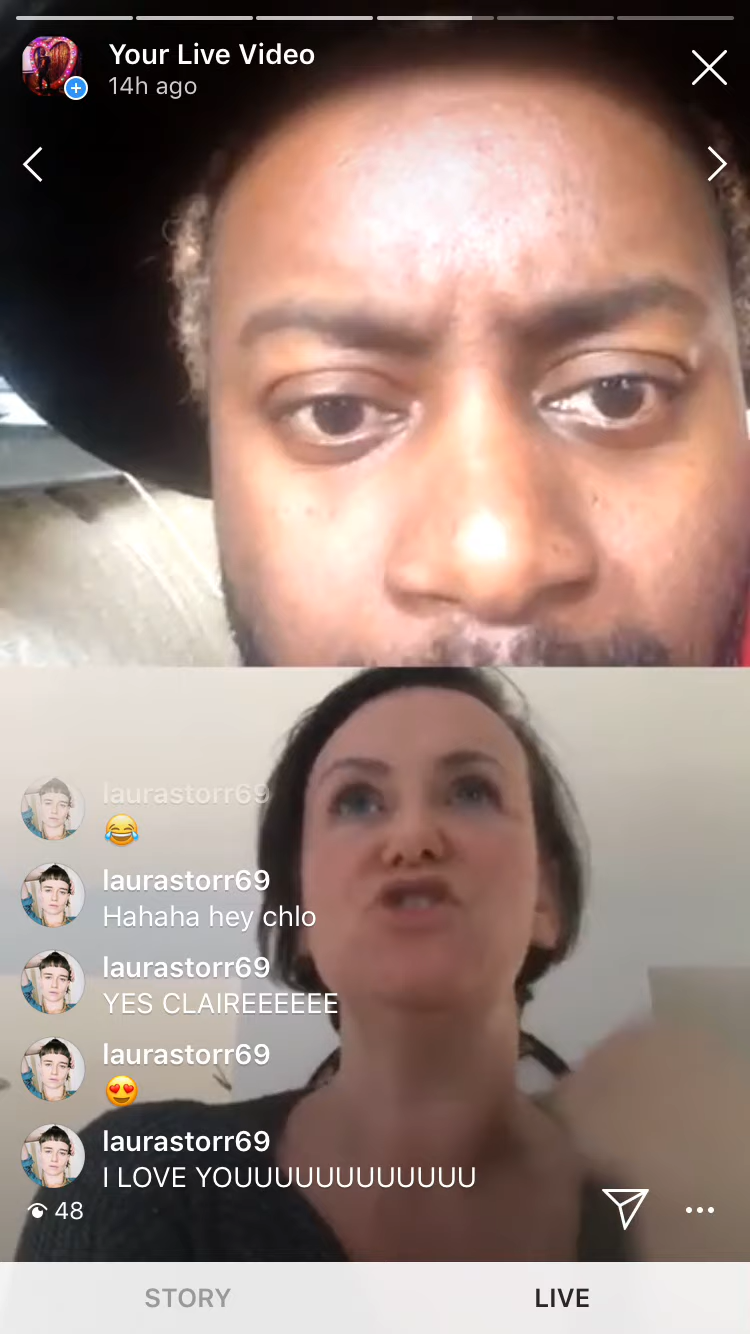 Your Live Video
14h ago
laurastorr69
😂
laurastorr69
Hahaha hey chlo
laurastorr69
YES CLAIREEEEEE
laurastorr69
😍
laurastorr69
I LOVE YOUUUUUUUUUUUUU
48
STORY
LIVE